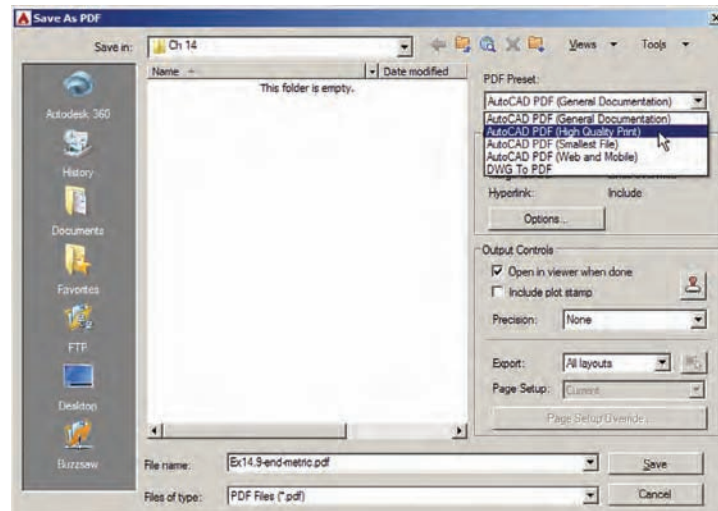 Save As PDF
Save in:
Ch 14
Views
Tools
Name
Date modified
This folder is empty.
Autodesk 360
History
Documents
Favorites
FTP
Desktop
Buzzsaw
PDF Preset:
AutoCAD PDF (General Documentation)
AutoCAD PDF (General Documentation)
AutoCAD PDF (High Quality Print)
AutoCAD PDF (Smallest File)
AutoCAD PDF (Web and Mobile)
DWG To PDF
Hyperlink: Include
Options...
Output Controls
Open in viewer when done
Include plot stamp
Precision: None
Export: All layouts
Page Setup: Current
Page Setup Override...
File name: Ex14.9-end-metric.pdf
Save
Files of type: PDF Files (*.pdf)
Cancel